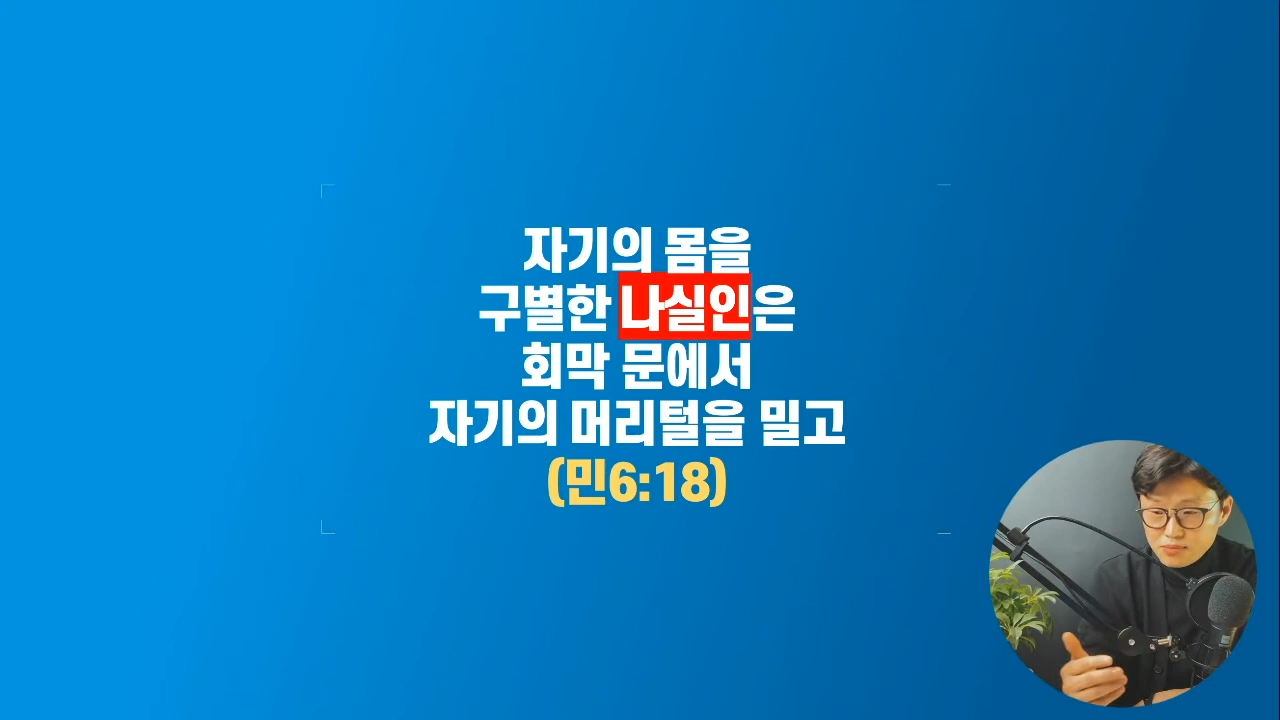 자기의 몸을
구별한 나실인은
회막 문에서
자기의 머리털을 밀고
(민6:18)